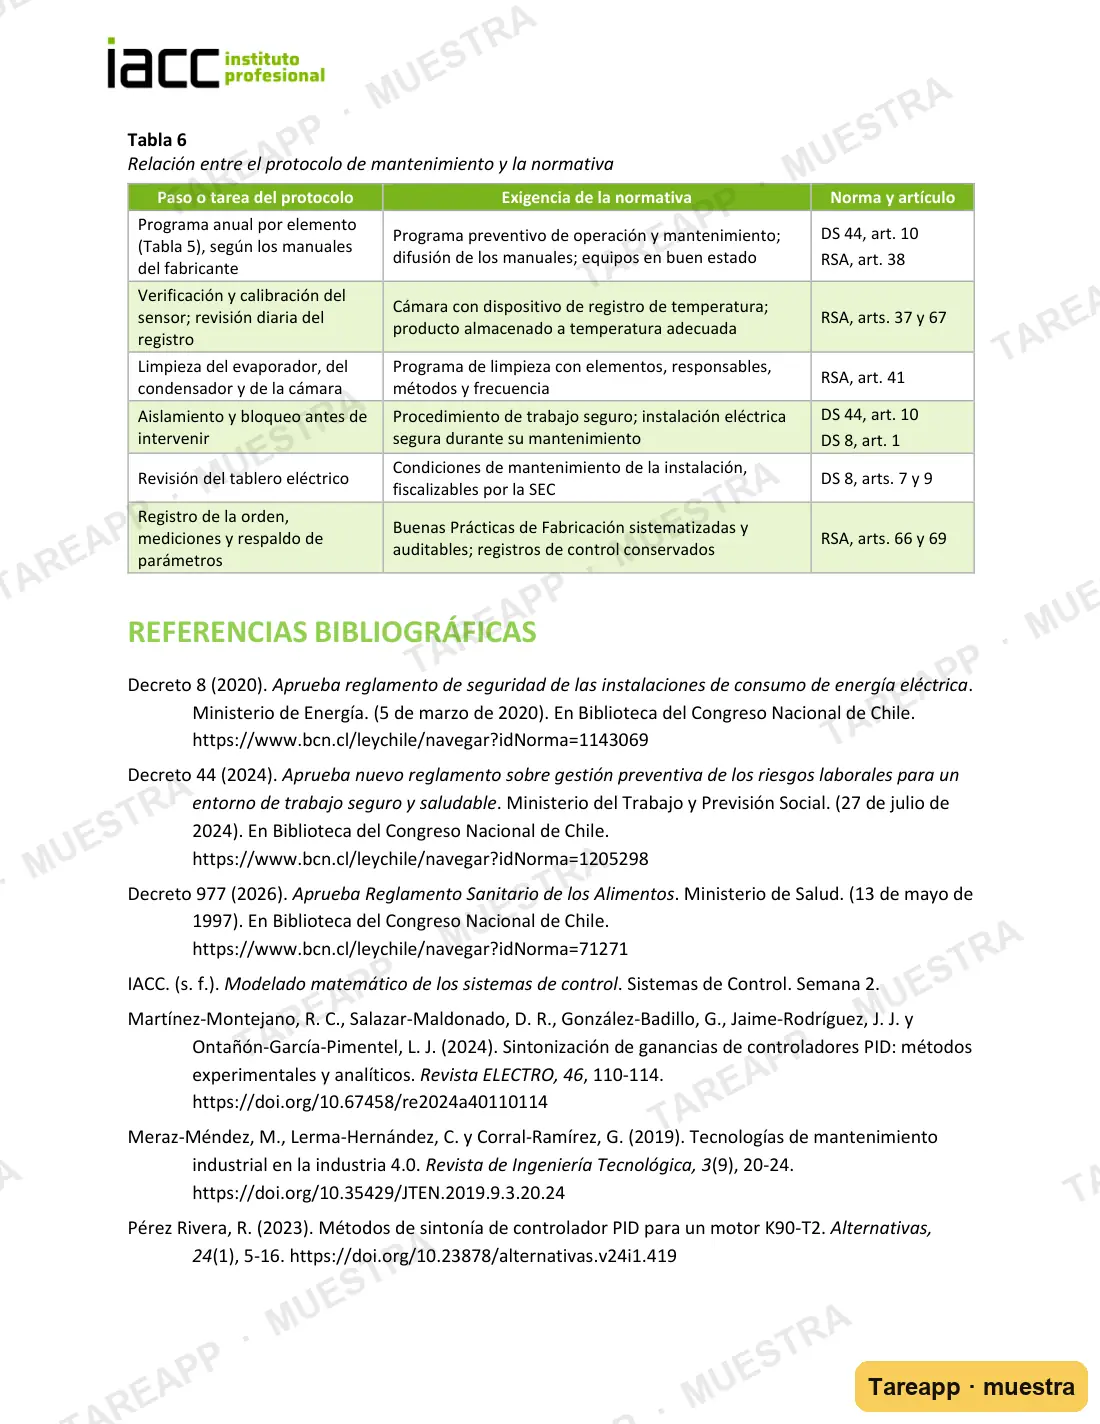 iacc instituto
profesional
Tabla 6
Relación entre el protocolo de mantenimiento y la normativa
Paso o tarea del protocolo Exigencia de la normativa Norma y artículo
Programa anual por elemento
(Tabla 5), según los manuales
del fabricante
Programa preventivo de operación y mantenimiento;
difusión de los manuales; equipos en buen estado
DS 44, art. 10
RSA, art. 38
Verificación y calibración del
sensor; revisión diaria del
registro
Cámara con dispositivo de registro de temperatura;
producto almacenado a temperatura adecuada
RSA, arts. 37 y 67
Limpieza del evaporador, del
condensador y de la cámara
Programa de limpieza con elementos, responsables,
métodos y frecuencia
RSA, art. 41
Aislamiento y bloqueo antes de
intervenir
Procedimiento de trabajo seguro; instalación eléctrica
segura durante su mantenimiento
DS 44, art. 10
DS 8, art. 1
Revisión del tablero eléctrico
Condiciones de mantenimiento de la instalación,
fiscalizables por la SEC
DS 8, arts. 7 y 9
Registro de la orden,
mediciones y respaldo de
parámetros
Buenas Prácticas de Fabricación sistematizadas y
auditables; registros de control conservados
RSA, arts. 66 y 69
REFERENCIAS BIBLIOGRÁFICAS
Decreto 8 (2020). Aprueba reglamento de seguridad de las instalaciones de consumo de energía eléctrica.
Ministerio de Energía. (5 de marzo de 2020). En Biblioteca del Congreso Nacional de Chile.
https://www.bcn.cl/leychile/navegar?idNorma=1143069
Decreto 44 (2024). Aprueba nuevo reglamento sobre gestión preventiva de los riesgos laborales para un
entorno de trabajo seguro y saludable. Ministerio del Trabajo y Previsión Social. (27 de julio de
2024). En Biblioteca del Congreso Nacional de Chile.
https://www.bcn.cl/leychile/navegar?idNorma=1205298
Decreto 977 (2026). Aprueba Reglamento Sanitario de los Alimentos. Ministerio de Salud. (13 de mayo de
1997). En Biblioteca del Congreso Nacional de Chile.
https://www.bcn.cl/leychile/navegar?idNorma=71271
IACC. (s. f.). Modelado matemático de los sistemas de control. Sistemas de Control. Semana 2.
Martínez-Montejano, R. C., Salazar-Maldonado, D. R., González-Badillo, G., Jaime-Rodríguez, J. J. y
Ontañón-García-Pimentel, L. J. (2024). Sintonización de ganancias de controladores PID: métodos
experimentales y analíticos. Revista ELECTRO, 46, 110-114.
https://doi.org/10.67458/re2024a40110114
Meraz-Méndez, M., Lerma-Hernández, C. y Corral-Ramírez, G. (2019). Tecnologías de mantenimiento
industrial en la industria 4.0. Revista de Ingeniería Tecnológica, 3(9), 20-24.
https://doi.org/10.35429/JTEN.2019.9.3.20.24
Pérez Rivera, R. (2023). Métodos de sintonía de controlador PID para un motor K90-T2. Alternativas,
24(1), 5-16. https://doi.org/10.23878/alternativas.v24i1.419
TAREAPP · MUESTRA
Tareapp · muestra